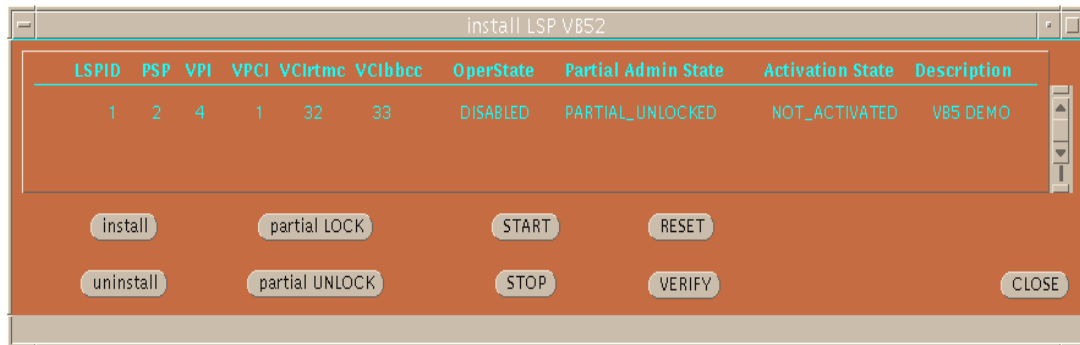 install LSP VB52
LSPID PSP VPI VPCI VCIrtmc VCIbbcc OperState Partial Admin State Activation State Description
1 2 4 1 32 33 DISABLED PARTIAL_UNLOCKED NOT_ACTIVATED VB5 DEMO
install partial LOCK START RESET
uninstall partial UNLOCK STOP VERIFY CLOSE